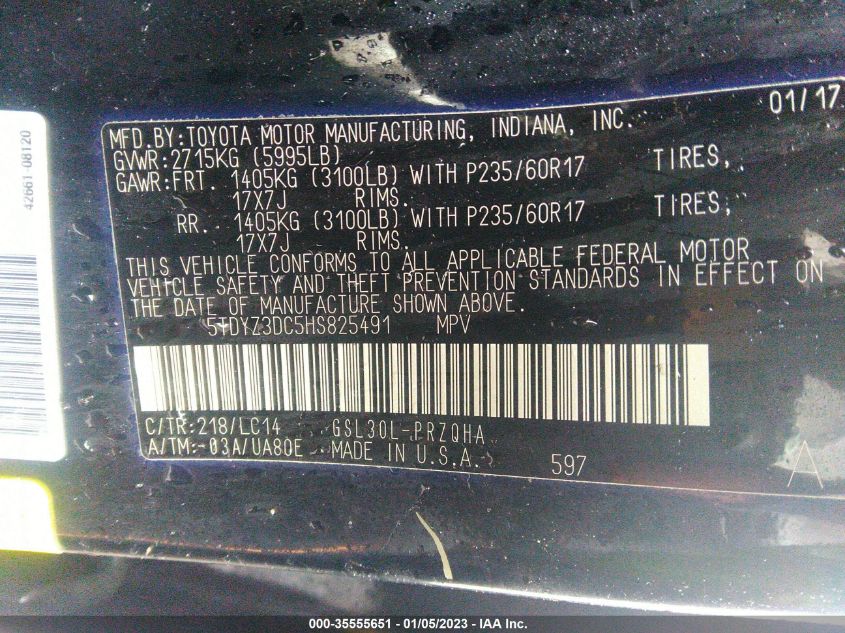 42661-08120
01/17
MFD.BY:TOYOTA MOTOR MANUFACTURING, INDIANA, INC.
GVWR:2715KG (5995LB)
GAWR:FRT. 1405KG (3100LB) WITH P235/60R17 TIRES,
17X7J RIMS.
RR. 1405KG (3100LB) WITH P235/60R17 TIRES,
17X7J RIMS.
THIS VEHICLE CONFORMS TO ALL APPLICABLE FEDERAL MOTOR
VEHICLE SAFETY AND THEFT PREVENTION STANDARDS IN EFFECT ON
THE DATE OF MANUFACTURE SHOWN ABOVE.
5TDYZ3DC5HS825491 MPV
C/TR:218/LC14 GSL30L-PRZQHA
A/TM:-03A/UA80E MADE IN U.S.A. 597
A
000-35555651 - 01/05/2023 - IAA Inc.